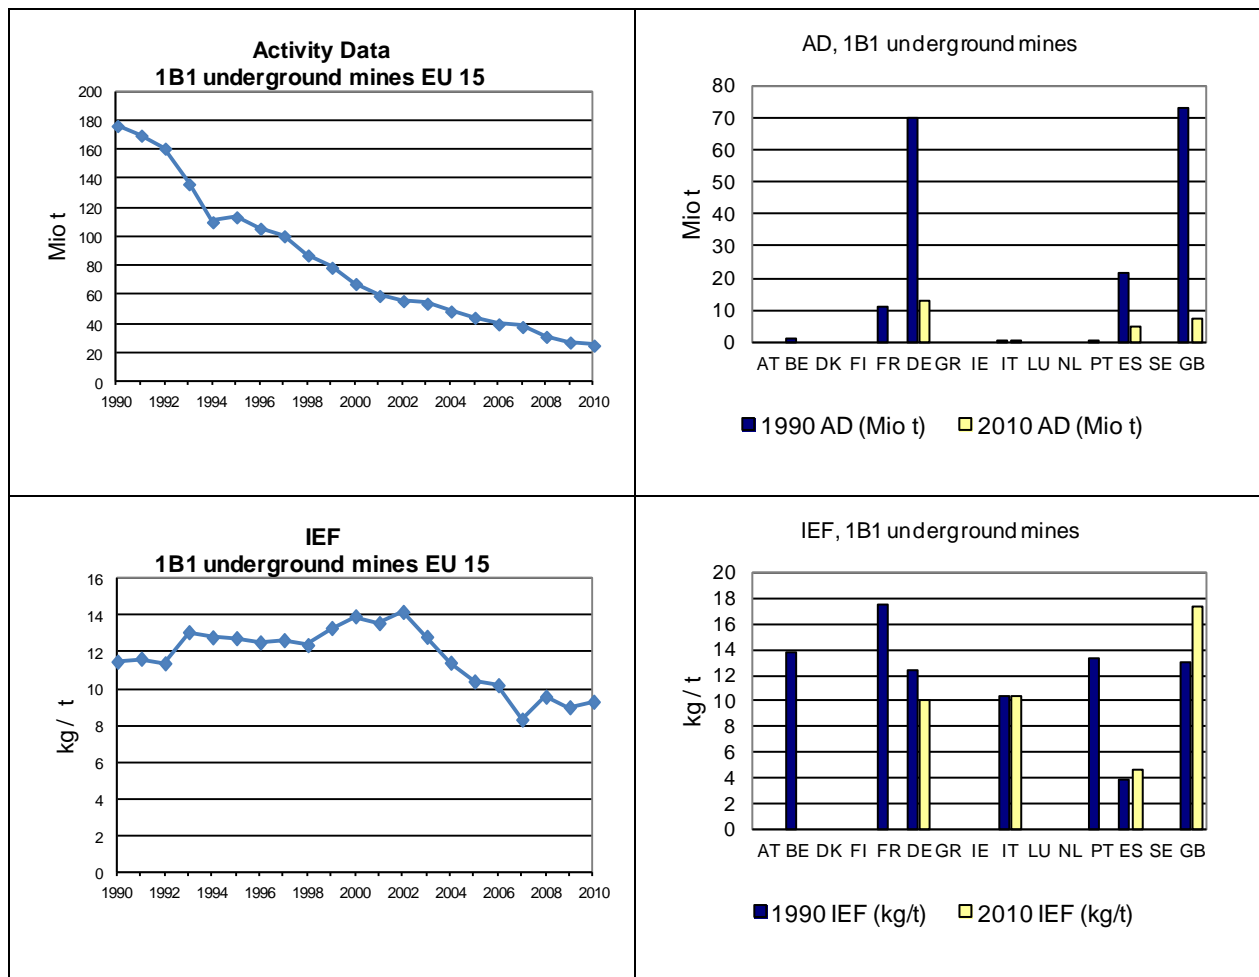 Activity Data
1B1 underground mines EU 15
Mio t
200
180
160
140
120
100
80
60
40
20
0
1990 1992 1994 1996 1998 2000 2002 2004 2006 2008 2010
AD, 1B1 underground mines
Mio t
80
70
60
50
40
30
20
10
0
AT BE DK FI FR DE GR IE IT LU NL PT ES SE GB
1990 AD (Mio t) 2010 AD (Mio t)
IEF
1B1 underground mines EU 15
kg / t
16
14
12
10
8
6
4
2
0
1990 1992 1994 1996 1998 2000 2002 2004 2006 2008 2010
IEF, 1B1 underground mines
kg / t
20
18
16
14
12
10
8
6
4
2
0
AT BE DK FI FR DE GR IE IT LU NL PT ES SE GB
1990 IEF (kg/t) 2010 IEF (kg/t)